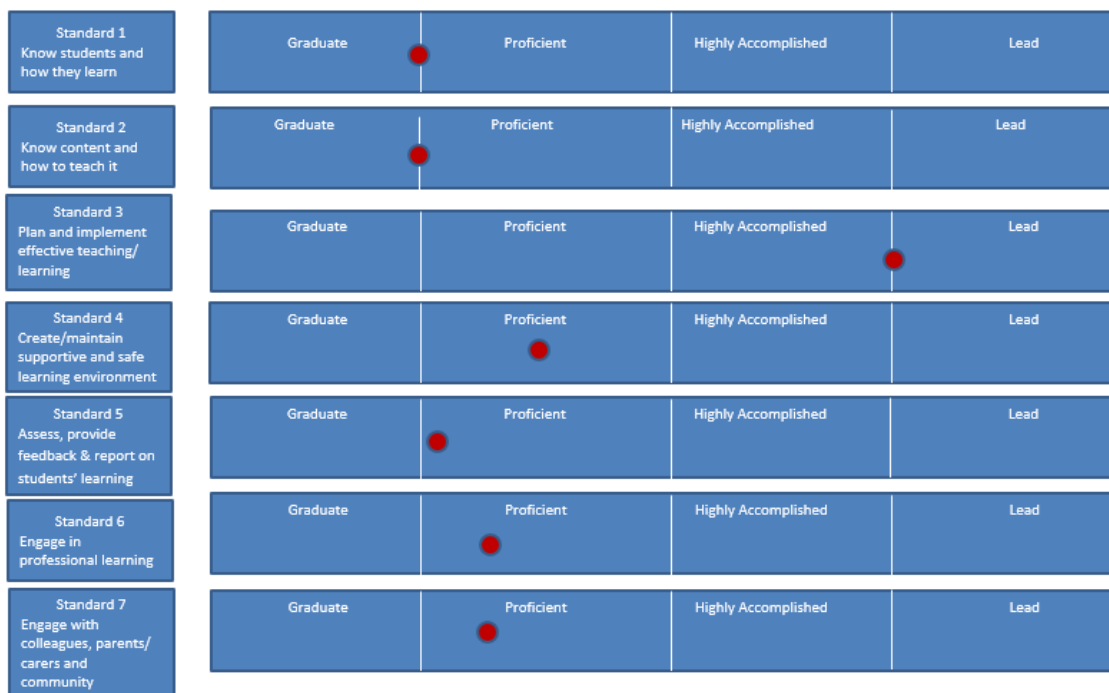 Standard 1
Know students and
how they learn
Graduate Proficient Highly Accomplished Lead
Standard 2
Know content and
how to teach it
Graduate Proficient Highly Accomplished Lead
Standard 3
Plan and implement
effective teaching/
learning
Graduate Proficient Highly Accomplished Lead
Standard 4
Create/maintain
supportive and safe
learning environment
Graduate Proficient Highly Accomplished Lead
Standard 5
Assess, provide
feedback & report on
students’ learning
Graduate Proficient Highly Accomplished Lead
Standard 6
Engage in
professional learning
Graduate Proficient Highly Accomplished Lead
Standard 7
Engage with
colleagues, parents/
carers and
community
Graduate Proficient Highly Accomplished Lead